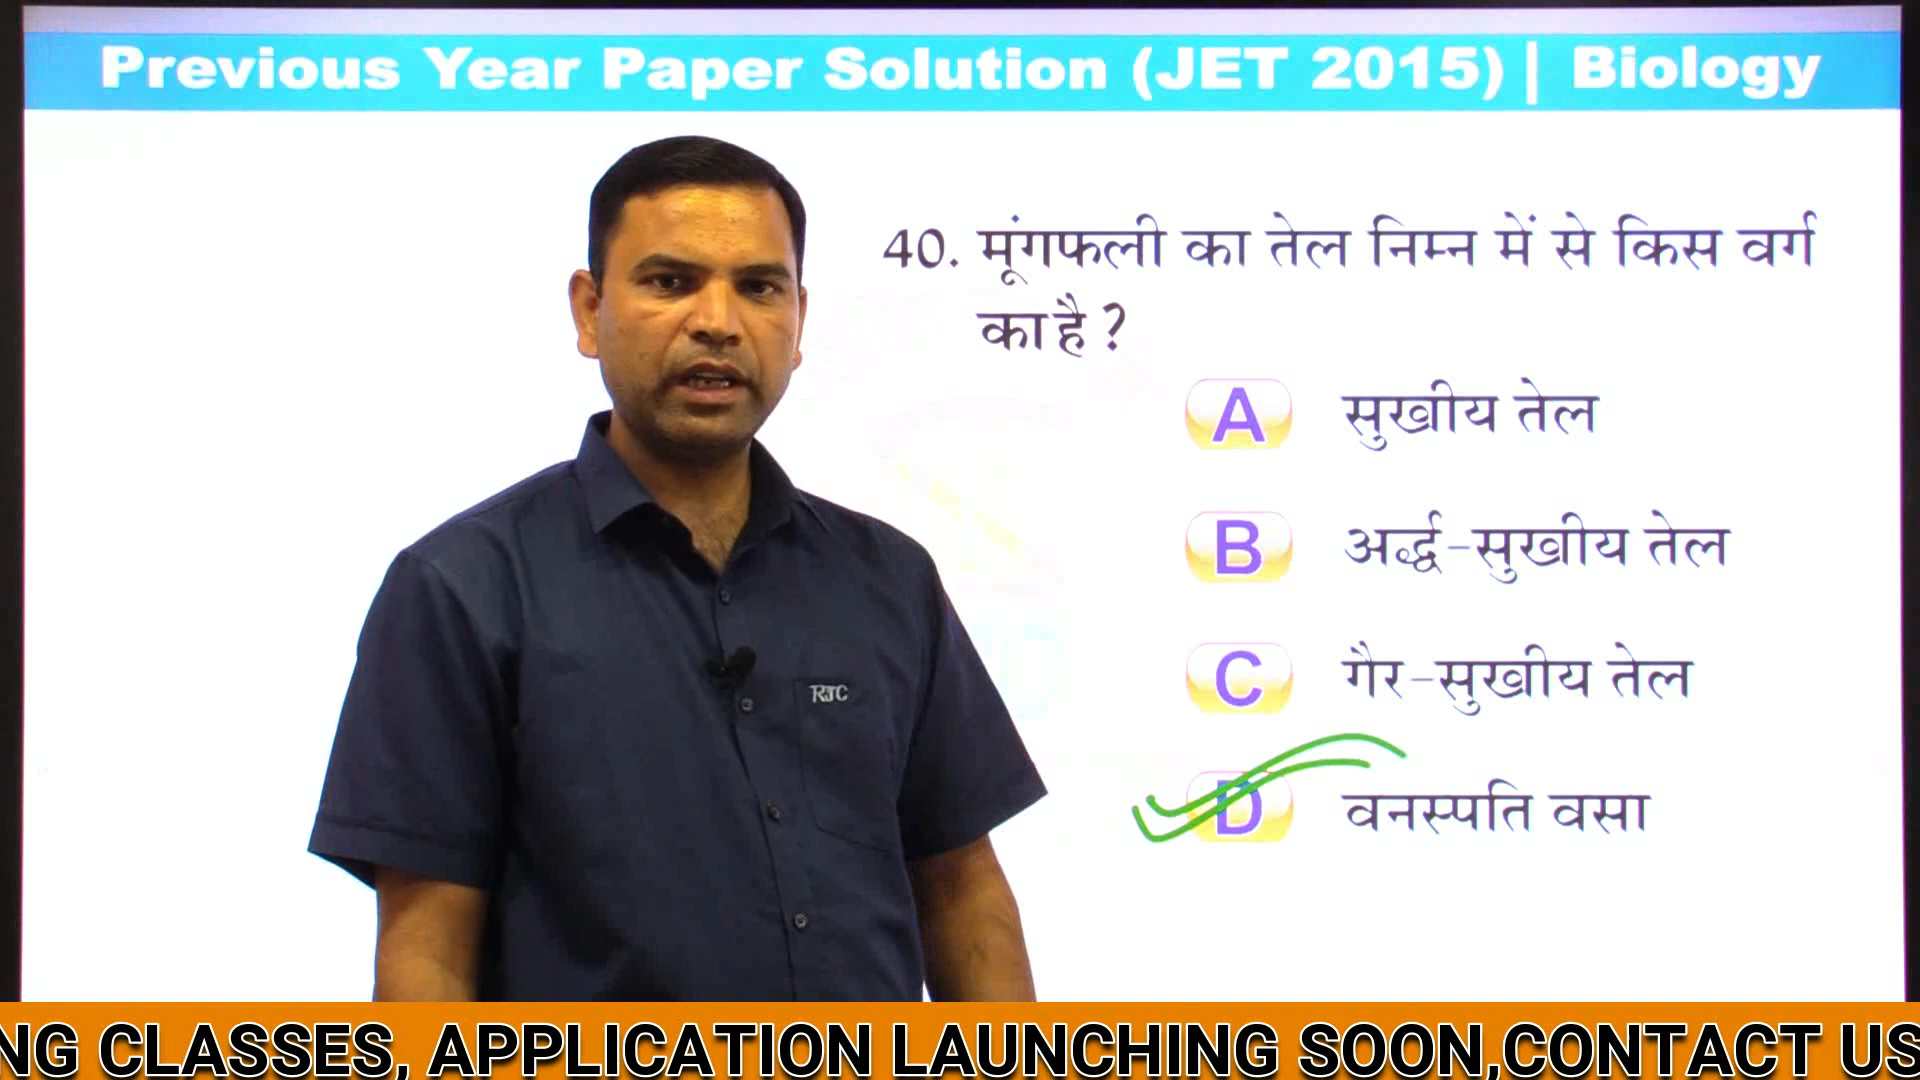 Previous Year Paper Solution (JET 2015) | Biology
40. मूंगफली का तेल निम्न में से किस वर्ग
का है ?
A सुखीय तेल
B अर्द्ध-सुखीय तेल
C गैर-सुखीय तेल
D वनस्पति वसा
RJC
NG CLASSES, APPLICATION LAUNCHING SOON,CONTACT US